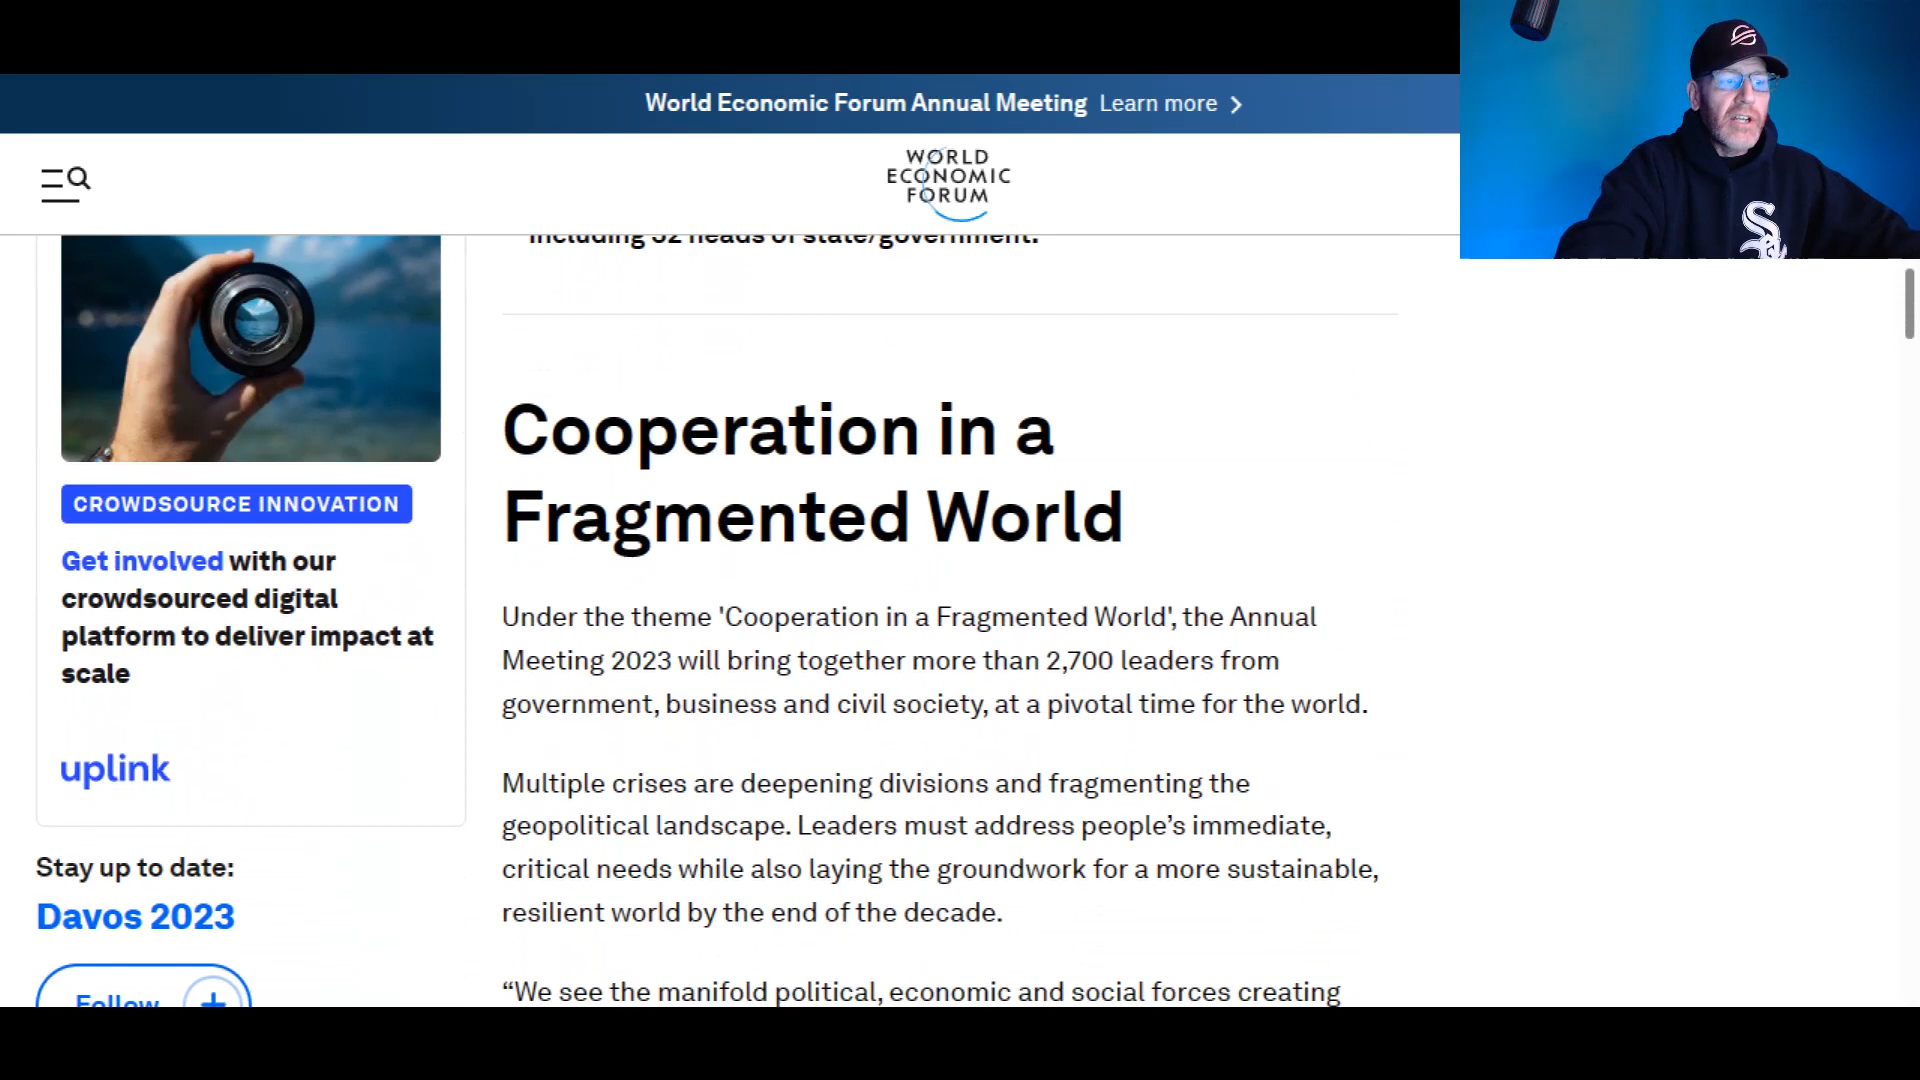 World Economic Forum Annual Meeting Learn more
WORLD
ECONOMIC
FORUM
including 52 heads of state/government.
CROWDSOURCE INNOVATION
Get involved with our
crowdsourced digital
platform to deliver impact at
scale
uplink
Stay up to date:
Davos 2023
Follow
Cooperation in a
Fragmented World
Under the theme 'Cooperation in a Fragmented World', the Annual
Meeting 2023 will bring together more than 2,700 leaders from
government, business and civil society, at a pivotal time for the world.
Multiple crises are deepening divisions and fragmenting the
geopolitical landscape. Leaders must address people’s immediate,
critical needs while also laying the groundwork for a more sustainable,
resilient world by the end of the decade.
“We see the manifold political, economic and social forces creating
Sox